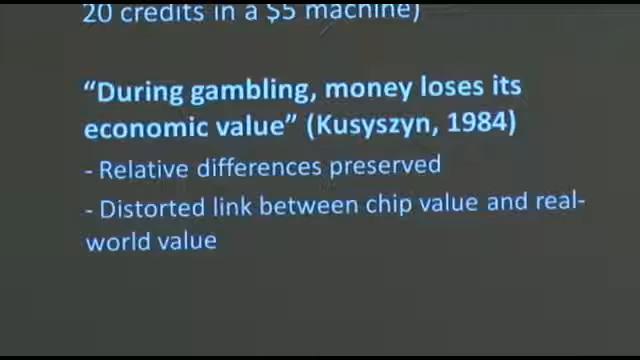 20 credits in a $5 machine)
“During gambling, money loses its
economic value” (Kusyszyn, 1984)
- Relative differences preserved
- Distorted link between chip value and real-
world value